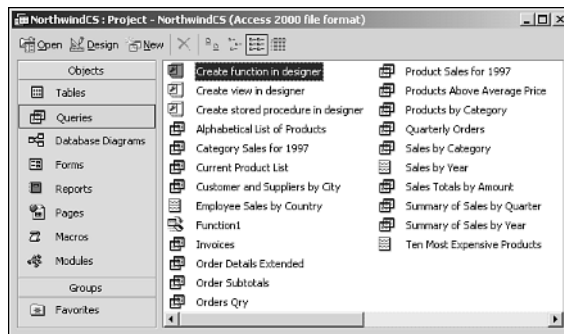 NorthwindCS : Project - NorthwindCS (Access 2000 file format)
Open Design New
Objects
Tables
Queries
Database Diagrams
Forms
Reports
Pages
Macros
Modules
Groups
Favorites
Create function in designer
Create view in designer
Create stored procedure in designer
Alphabetical List of Products
Category Sales for 1997
Current Product List
Customer and Suppliers by City
Employee Sales by Country
Function1
Invoices
Order Details Extended
Order Subtotals
Orders Qry
Product Sales for 1997
Products Above Average Price
Products by Category
Quarterly Orders
Sales by Category
Sales by Year
Sales Totals by Amount
Summary of Sales by Quarter
Summary of Sales by Year
Ten Most Expensive Products